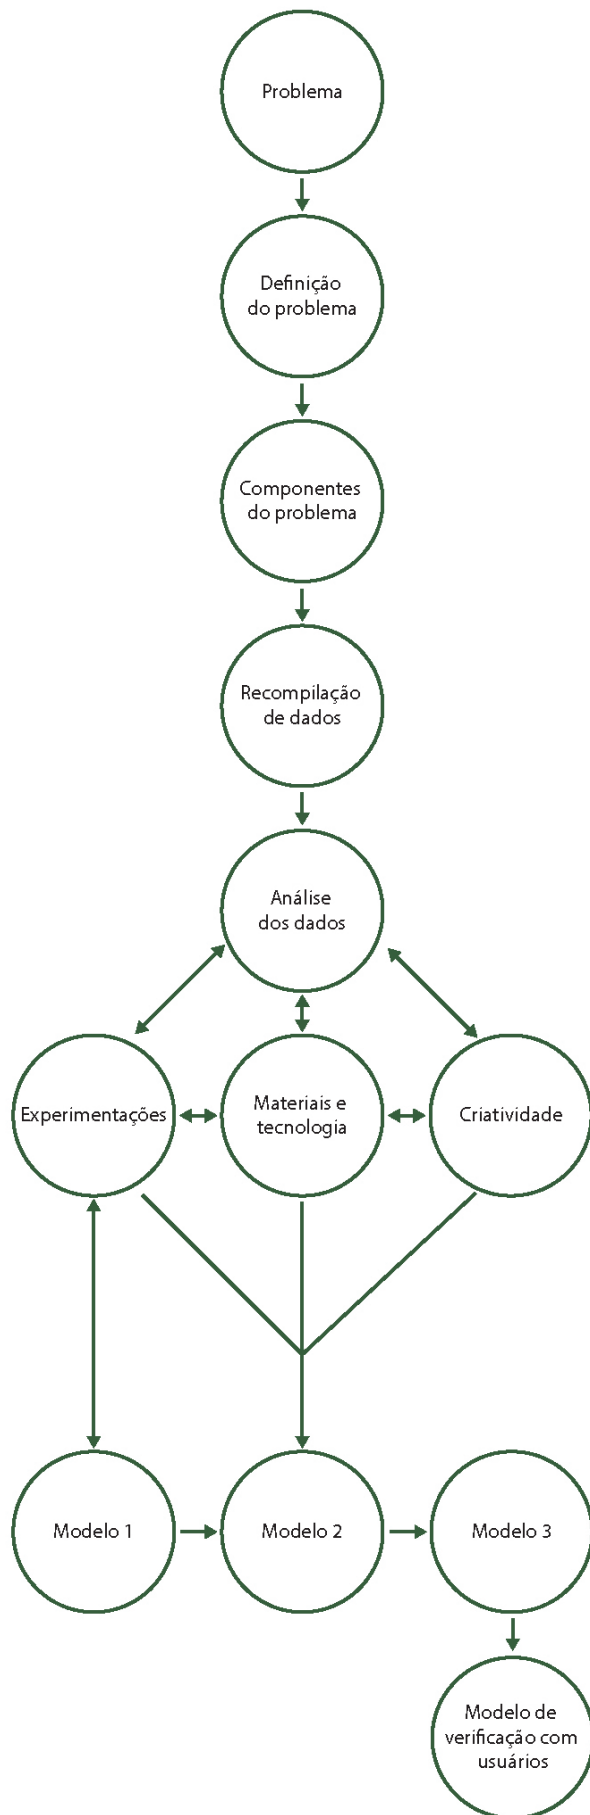 Problema
Definição
do problema
Componentes
do problema
Recompilação
de dados
Análise
dos dados
Experimentações
Materiais e
tecnologia
Criatividade
Modelo 1
Modelo 2
Modelo 3
Modelo de
verificação com
usuários